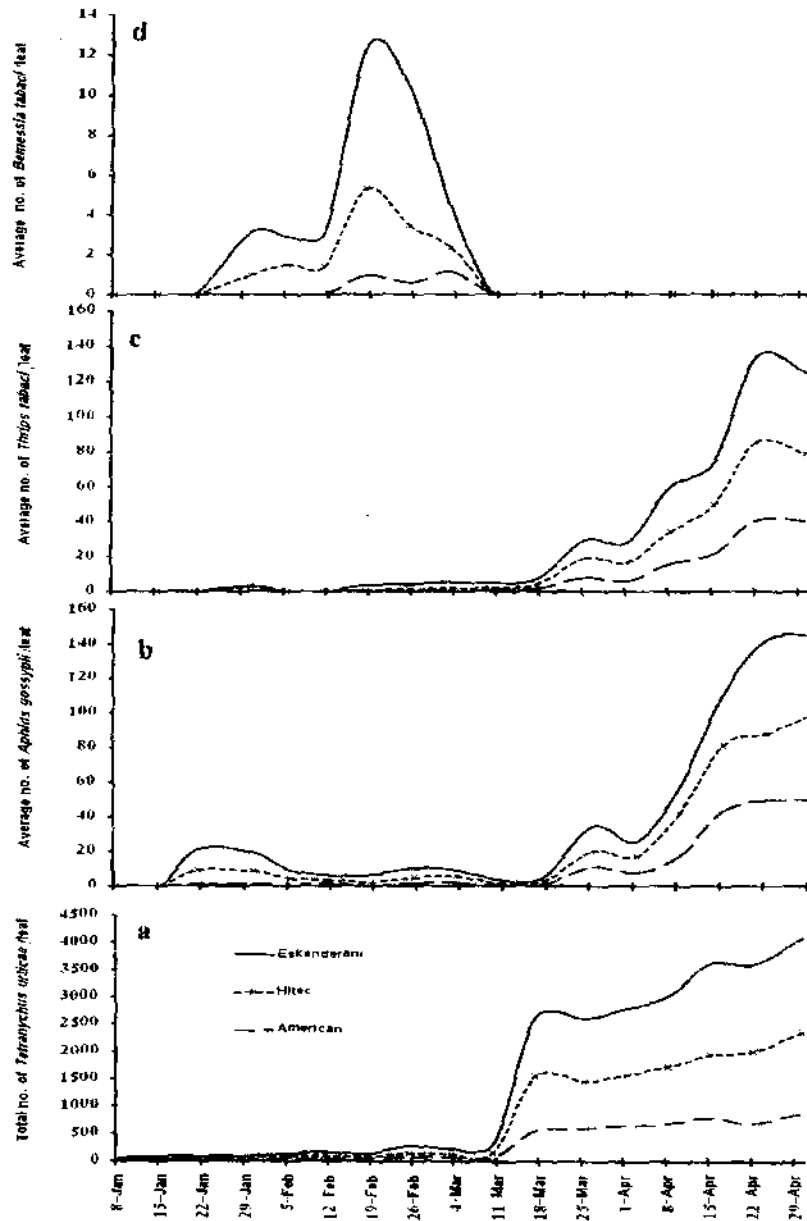 d
14
12
10
8
6
4
2
0
Average no. of Bemessia tabaci /leaf
c
160
140
120
100
80
60
40
20
0
Average no. of Thrips tabaci /leaf
b
160
140
120
100
80
60
40
20
0
Average no. of Aphids gossypii /leaf
a
4500
4000
3500
3000
2500
2000
1500
1000
500
0
Total no. of Tetranychus urticae /leaf
Eskanderani
Hitec
American
8-Jan
15-Jan
22-Jan
29-Jan
5-Feb
12-Feb
19-Feb
26-Feb
4-Mar
11-Mar
18-Mar
25-Mar
1-Apr
8-Apr
15-Apr
22-Apr
29-Apr